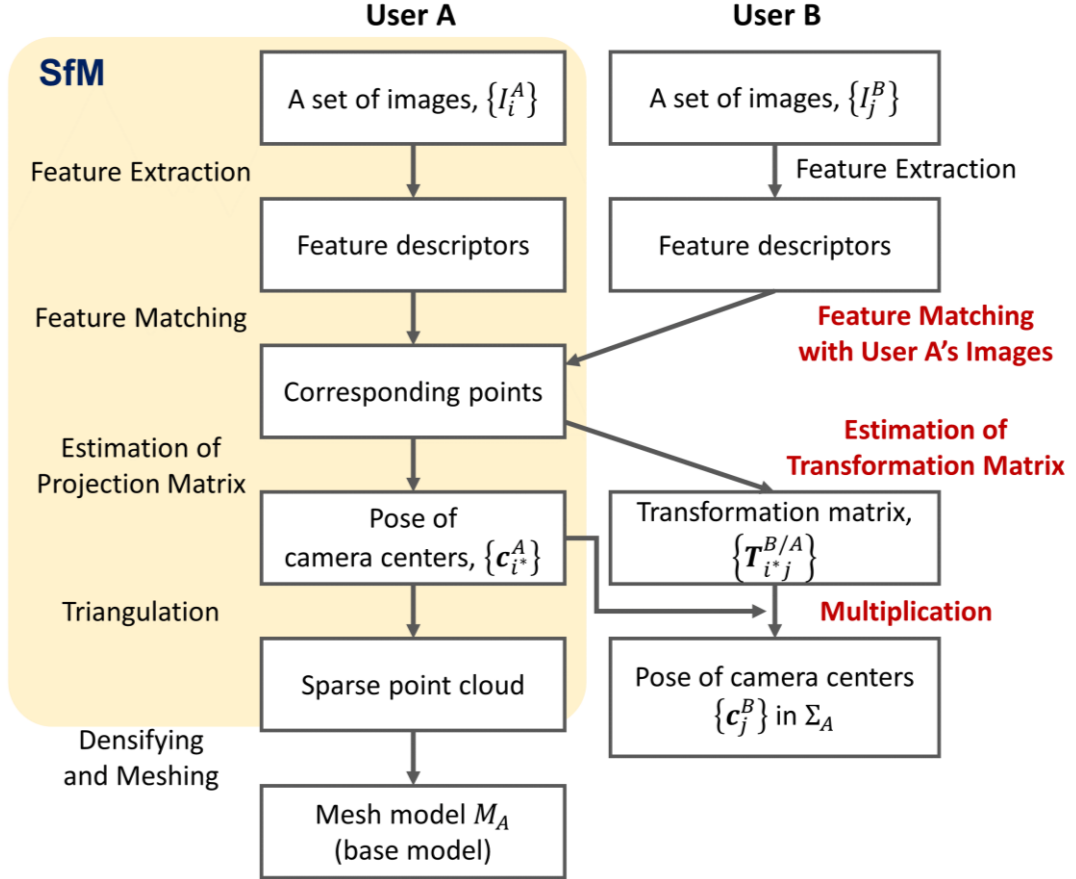 User A
User B
SfM
A set of images, {I_i^A}
A set of images, {I_j^B}
Feature Extraction
Feature Extraction
Feature descriptors
Feature descriptors
Feature Matching
Feature Matching
with User A’s Images
Corresponding points
Estimation of
Projection Matrix
Estimation of
Transformation Matrix
Pose of
camera centers, {c_{i*}^A}
Transformation matrix,
{T_{i*j}^{B/A}}
Triangulation
Multiplication
Sparse point cloud
Pose of camera centers
{c_j^B} in Σ_A
Densifying
and Meshing
Mesh model M_A
(base model)